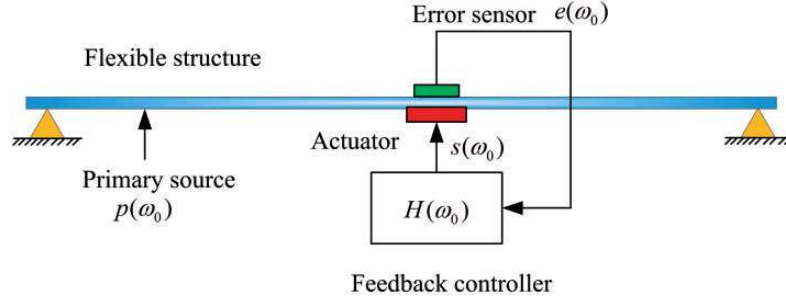 Error sensor e(ω₀)
Flexible structure
Actuator
s(ω₀)
Primary source
p(ω₀)
H(ω₀)
Feedback controller